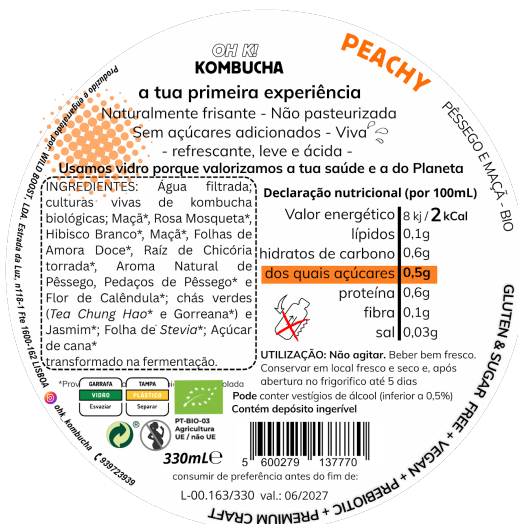 OH K!
KOMBUCHA
PEACHY
PÊSSEGO E MAÇÃ - BIO
a tua primeira experiência
Naturalmente frisante - Não pasteurizada
Sem açúcares adicionados - Viva
- refrescante, leve e ácida -
Usamos vidro porque valorizamos a tua saúde e a do Planeta
INGREDIENTES: Água filtrada;
culturas vivas de kombucha
biológicas; Maçã*, Rosa Mosqueta*,
Hibisco Branco*, Maçã*, Folhas de
Amora Doce*, Raíz de Chicória
torrada*, Aroma Natural de
Pêssego, Pedaços de Pêssego* e
Flor de Calêndula*; chás verdes
(Tea Chung Hao* e Gorreana*) e
Jasmim*; Folha de Stevia*; Açúcar
de cana*
transformado na fermentação.
*Prov
olada
Declaração nutricional (por 100mL)
Valor energético 8 kj / 2 kCal
lípidos 0,1g
hidratos de carbono 0,6g
dos quais açúcares 0,5g
proteína 0,6g
fibra 0,1g
sal 0,03g
UTILIZAÇÃO: Não agitar. Beber bem fresco.
Conservar em local fresco e seco e, após
abertura no frigorifico até 5 dias
Pode conter vestígios de álcool (inferior a 0,5%)
Contém depósito ingerível
GARRAFA
VIDRO
Esvaziar
TAMPA
PLÁSTICO
Separar
PT-BIO-03
Agricultura
UE / não UE
330mL℮
5 600279 137770
consumir de preferência antes do fim de:
L-00.163/330 val.: 06/2027
Produzido e engarrafado por: WILD BOOST, LDA. Estrada da Luz, n118-1 Fte 1600-162 LISBOA
ohk_kombucha
939723939
GLUTEN & SUGAR FREE + VEGAN + PREBIOTIC + PREMIUM CRAFT